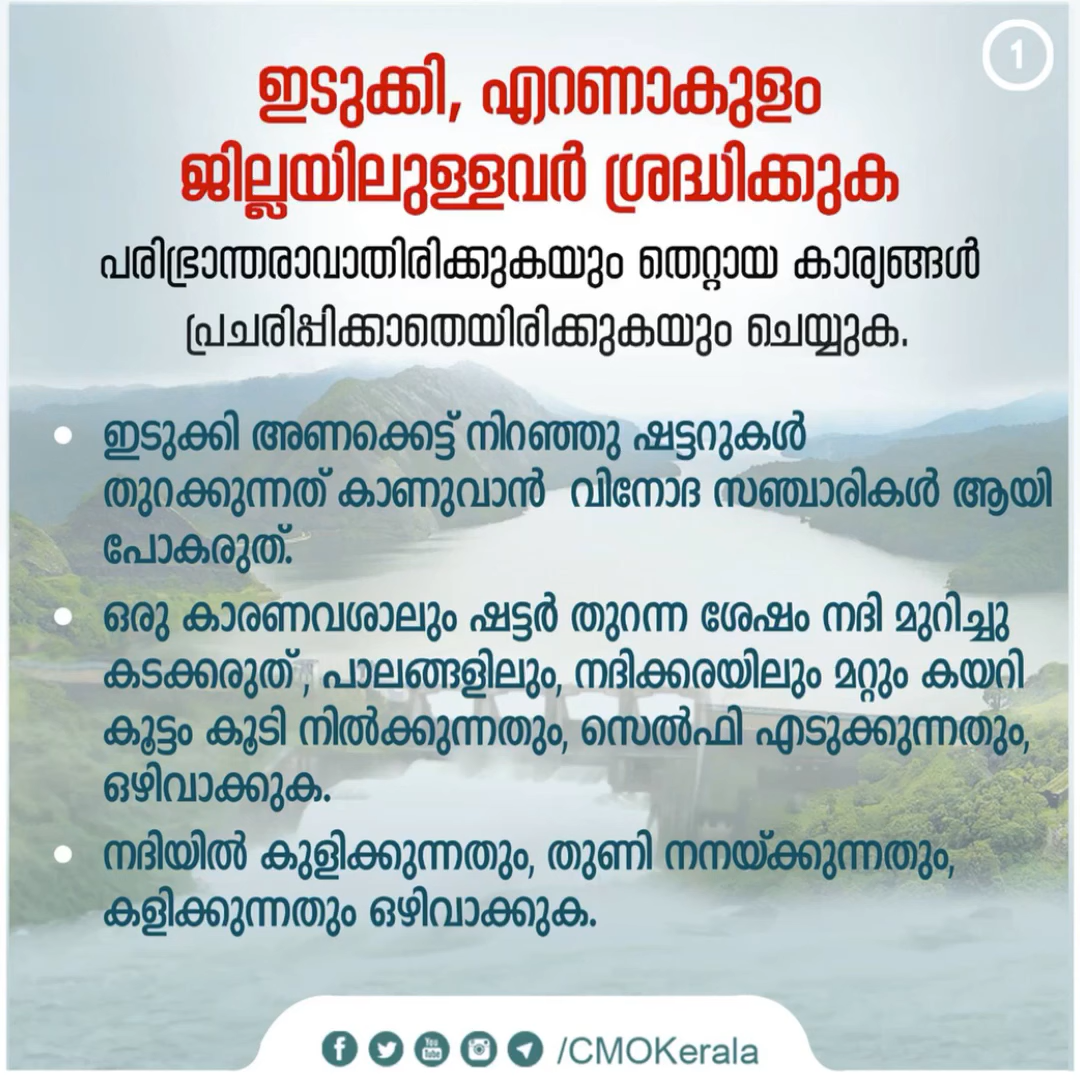 1
ഇടുക്കി, എറണാകുളം
ജില്ലയിലുള്ളവർ ശ്രദ്ധിക്കുക
പരിഭ്രാന്തരാവാതിരിക്കുകയും തെറ്റായ കാര്യങ്ങൾ
പ്രചരിപ്പിക്കാതെയിരിക്കുകയും ചെയ്യുക.
• ഇടുക്കി അണക്കെട്ട് നിറഞ്ഞു ഷട്ടറുകൾ
തുറക്കുന്നത് കാണുവാൻ വിനോദ സഞ്ചാരികൾ ആയി
പോകരുത്.
• ഒരു കാരണവശാലും ഷട്ടർ തുറന്ന ശേഷം നദി മുറിച്ചു
കടക്കരുത് , പാലങ്ങളിലും, നദിക്കരയിലും മറ്റും കയറി
കൂട്ടം കൂടി നിൽക്കുന്നതും, സെൽഫി എടുക്കുന്നതും,
ഒഴിവാക്കുക.
• നദിയിൽ കുളിക്കുന്നതും, തുണി നനയ്ക്കുന്നതും,
കളിക്കുന്നതും ഒഴിവാക്കുക.
/CMOKerala